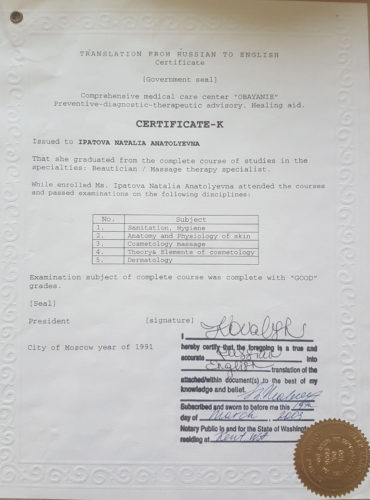 TRANSLATION FROM RUSSIAN TO ENGLISH
Certificate
[Government seal]
Comprehensive medical care center "OBAYANIE"
Preventive-diagnostic-therapeutic advisory. Healing aid.
CERTIFICATE-K
Issued to IPATOVA NATALIA ANATOLYEVNA
That she graduated from the complete course of studies in the
specialties: Beautician / Massage therapy specialist.
While enrolled Ms. Ipatova Natalia Anatolyevna attended the courses
and passed examinations on the following disciplines:
No. Subject
1. Sanitation, Hygiene
2. Anatomy and Physiology of skin
3. Cosmetology massage
4. Theory& Elements of cosmetology
5. Dermatology
Examination subject of complete course was complete with "GOOD"
grades.
[Seal]
President [signature]
City of Moscow year of 1991
I
hereby certify that the foregoing is a true and
accurate Russian into
English translation of the
attached/within document(s) to the best of my
knowledge and belief.
Subscribed and sworn to before me this 19th
day of March, 2009
Notary Public in and for the State of Washington
residing at Kent, WA